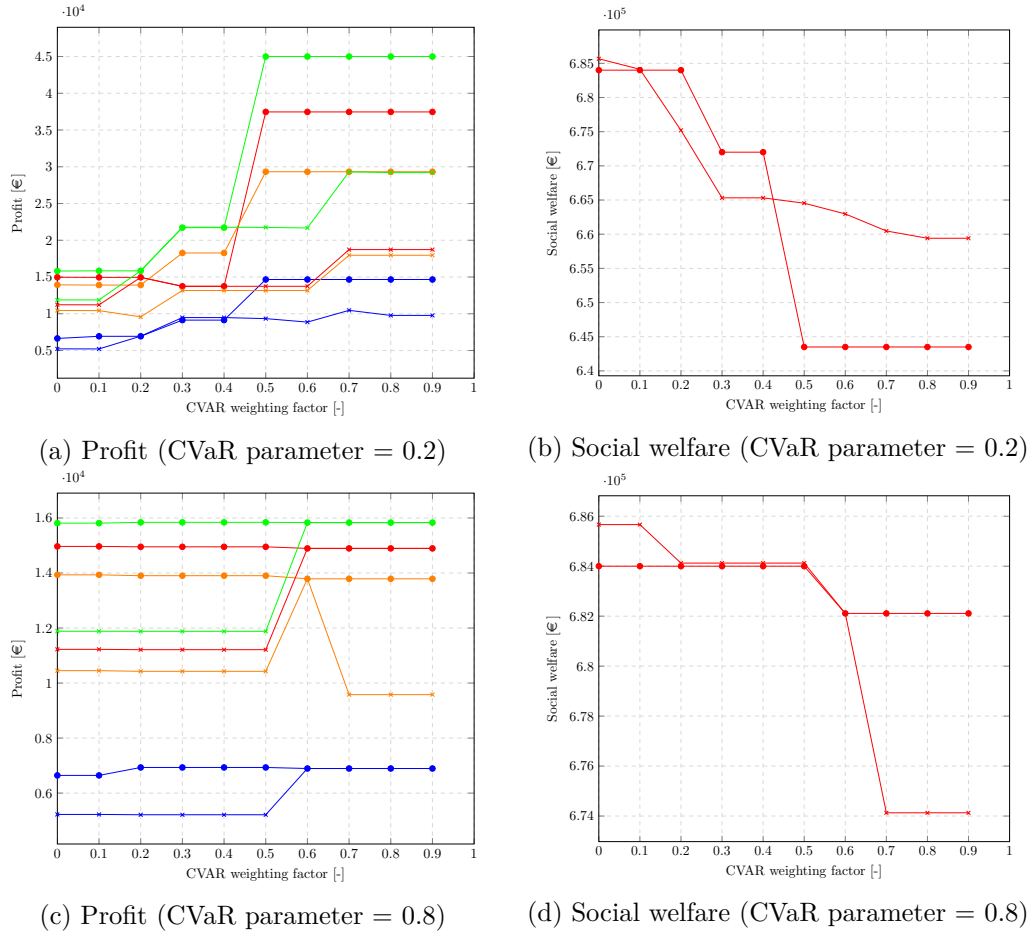 ·10⁴
4.5
4
3.5
3
2.5
2
1.5
1
0.5
Profit [€]
0 0.1 0.2 0.3 0.4 0.5 0.6 0.7 0.8 0.9 1
CVAR weighting factor [-]
(a) Profit (CVaR parameter = 0.2)
·10⁵
6.85
6.8
6.75
6.7
6.65
6.6
6.55
6.5
6.45
6.4
Social welfare [€]
0 0.1 0.2 0.3 0.4 0.5 0.6 0.7 0.8 0.9 1
CVAR weighting factor [-]
(b) Social welfare (CVaR parameter = 0.2)
·10⁴
1.6
1.4
1.2
1
0.8
0.6
Profit [€]
0 0.1 0.2 0.3 0.4 0.5 0.6 0.7 0.8 0.9 1
CVAR weighting factor [-]
(c) Profit (CVaR parameter = 0.8)
·10⁵
6.86
6.84
6.82
6.8
6.78
6.76
6.74
Social welfare [€]
0 0.1 0.2 0.3 0.4 0.5 0.6 0.7 0.8 0.9 1
CVAR weighting factor [-]
(d) Social welfare (CVaR parameter = 0.8)